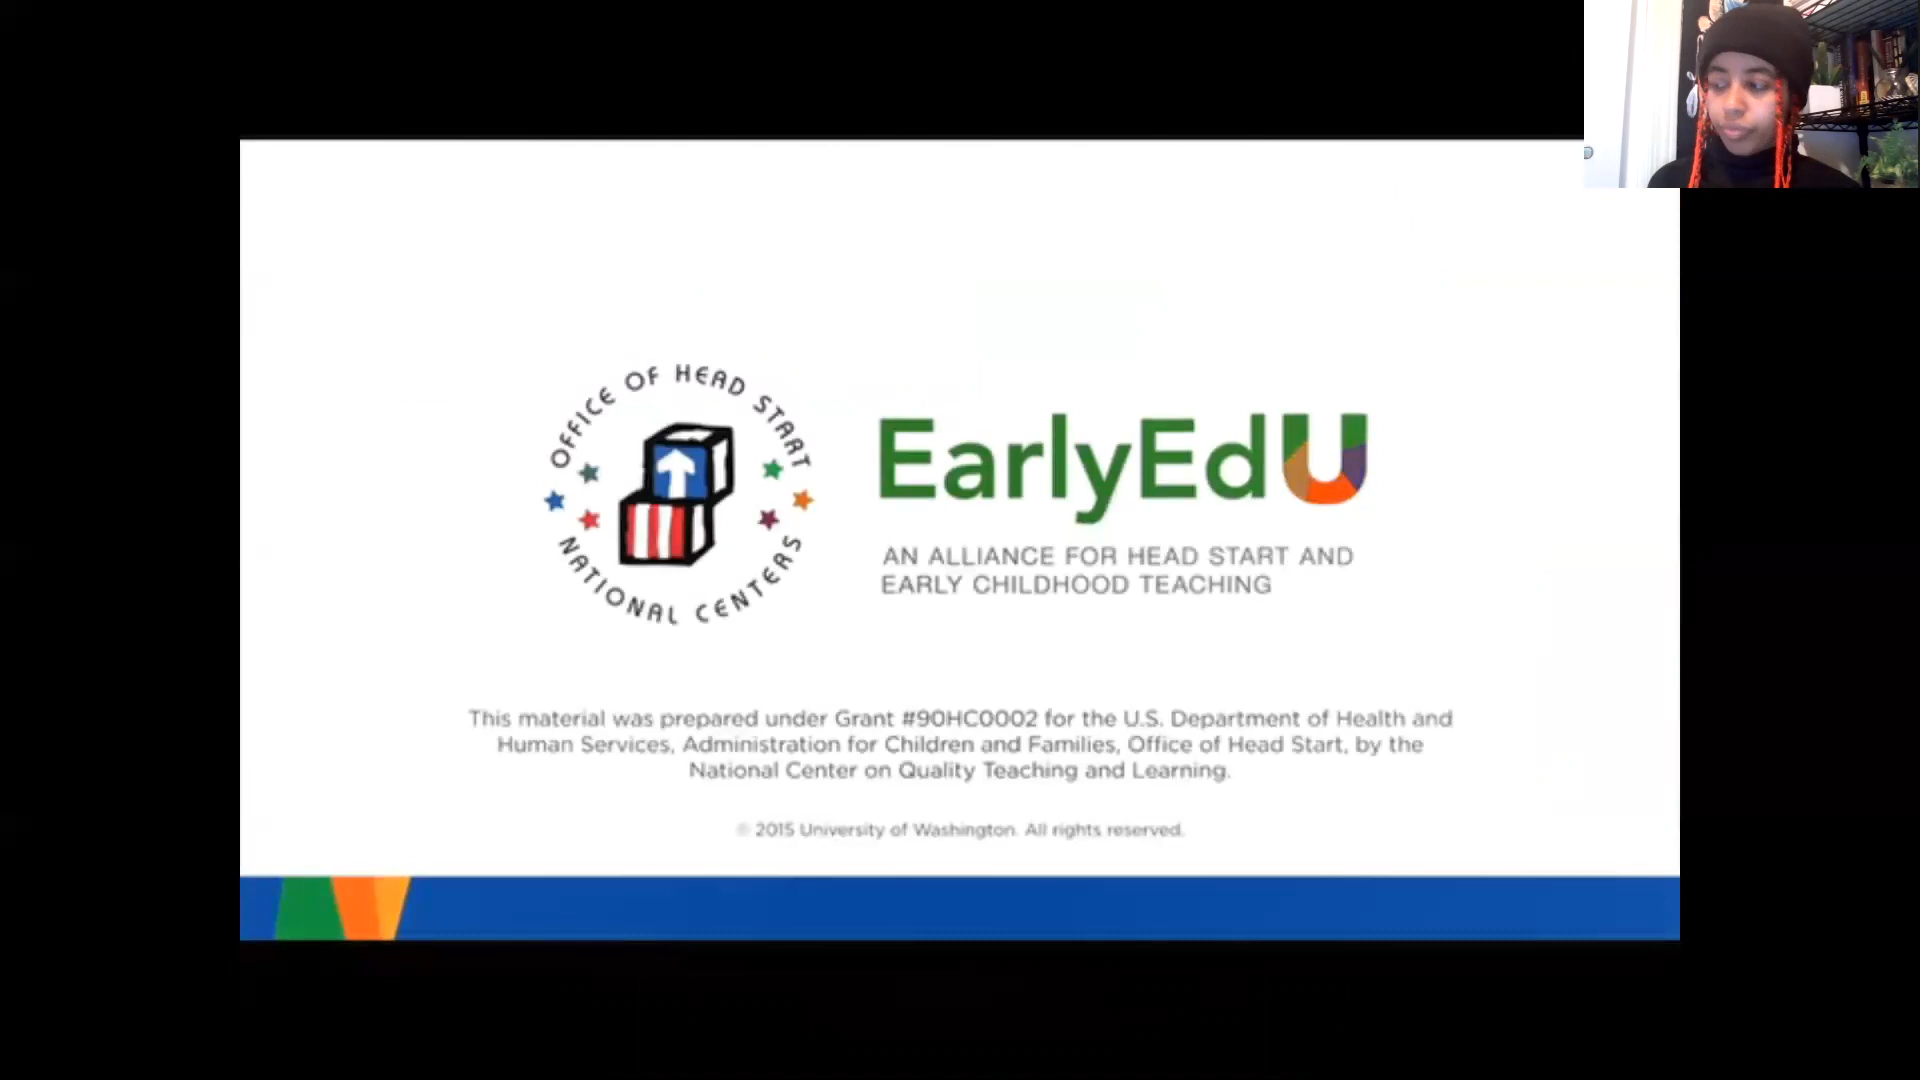 OFFICE OF HEAD START
NATIONAL CENTERS
EarlyEdU
AN ALLIANCE FOR HEAD START AND
EARLY CHILDHOOD TEACHING
This material was prepared under Grant #90HC0002 for the U.S. Department of Health and
Human Services, Administration for Children and Families, Office of Head Start, by the
National Center on Quality Teaching and Learning.
© 2015 University of Washington. All rights reserved.